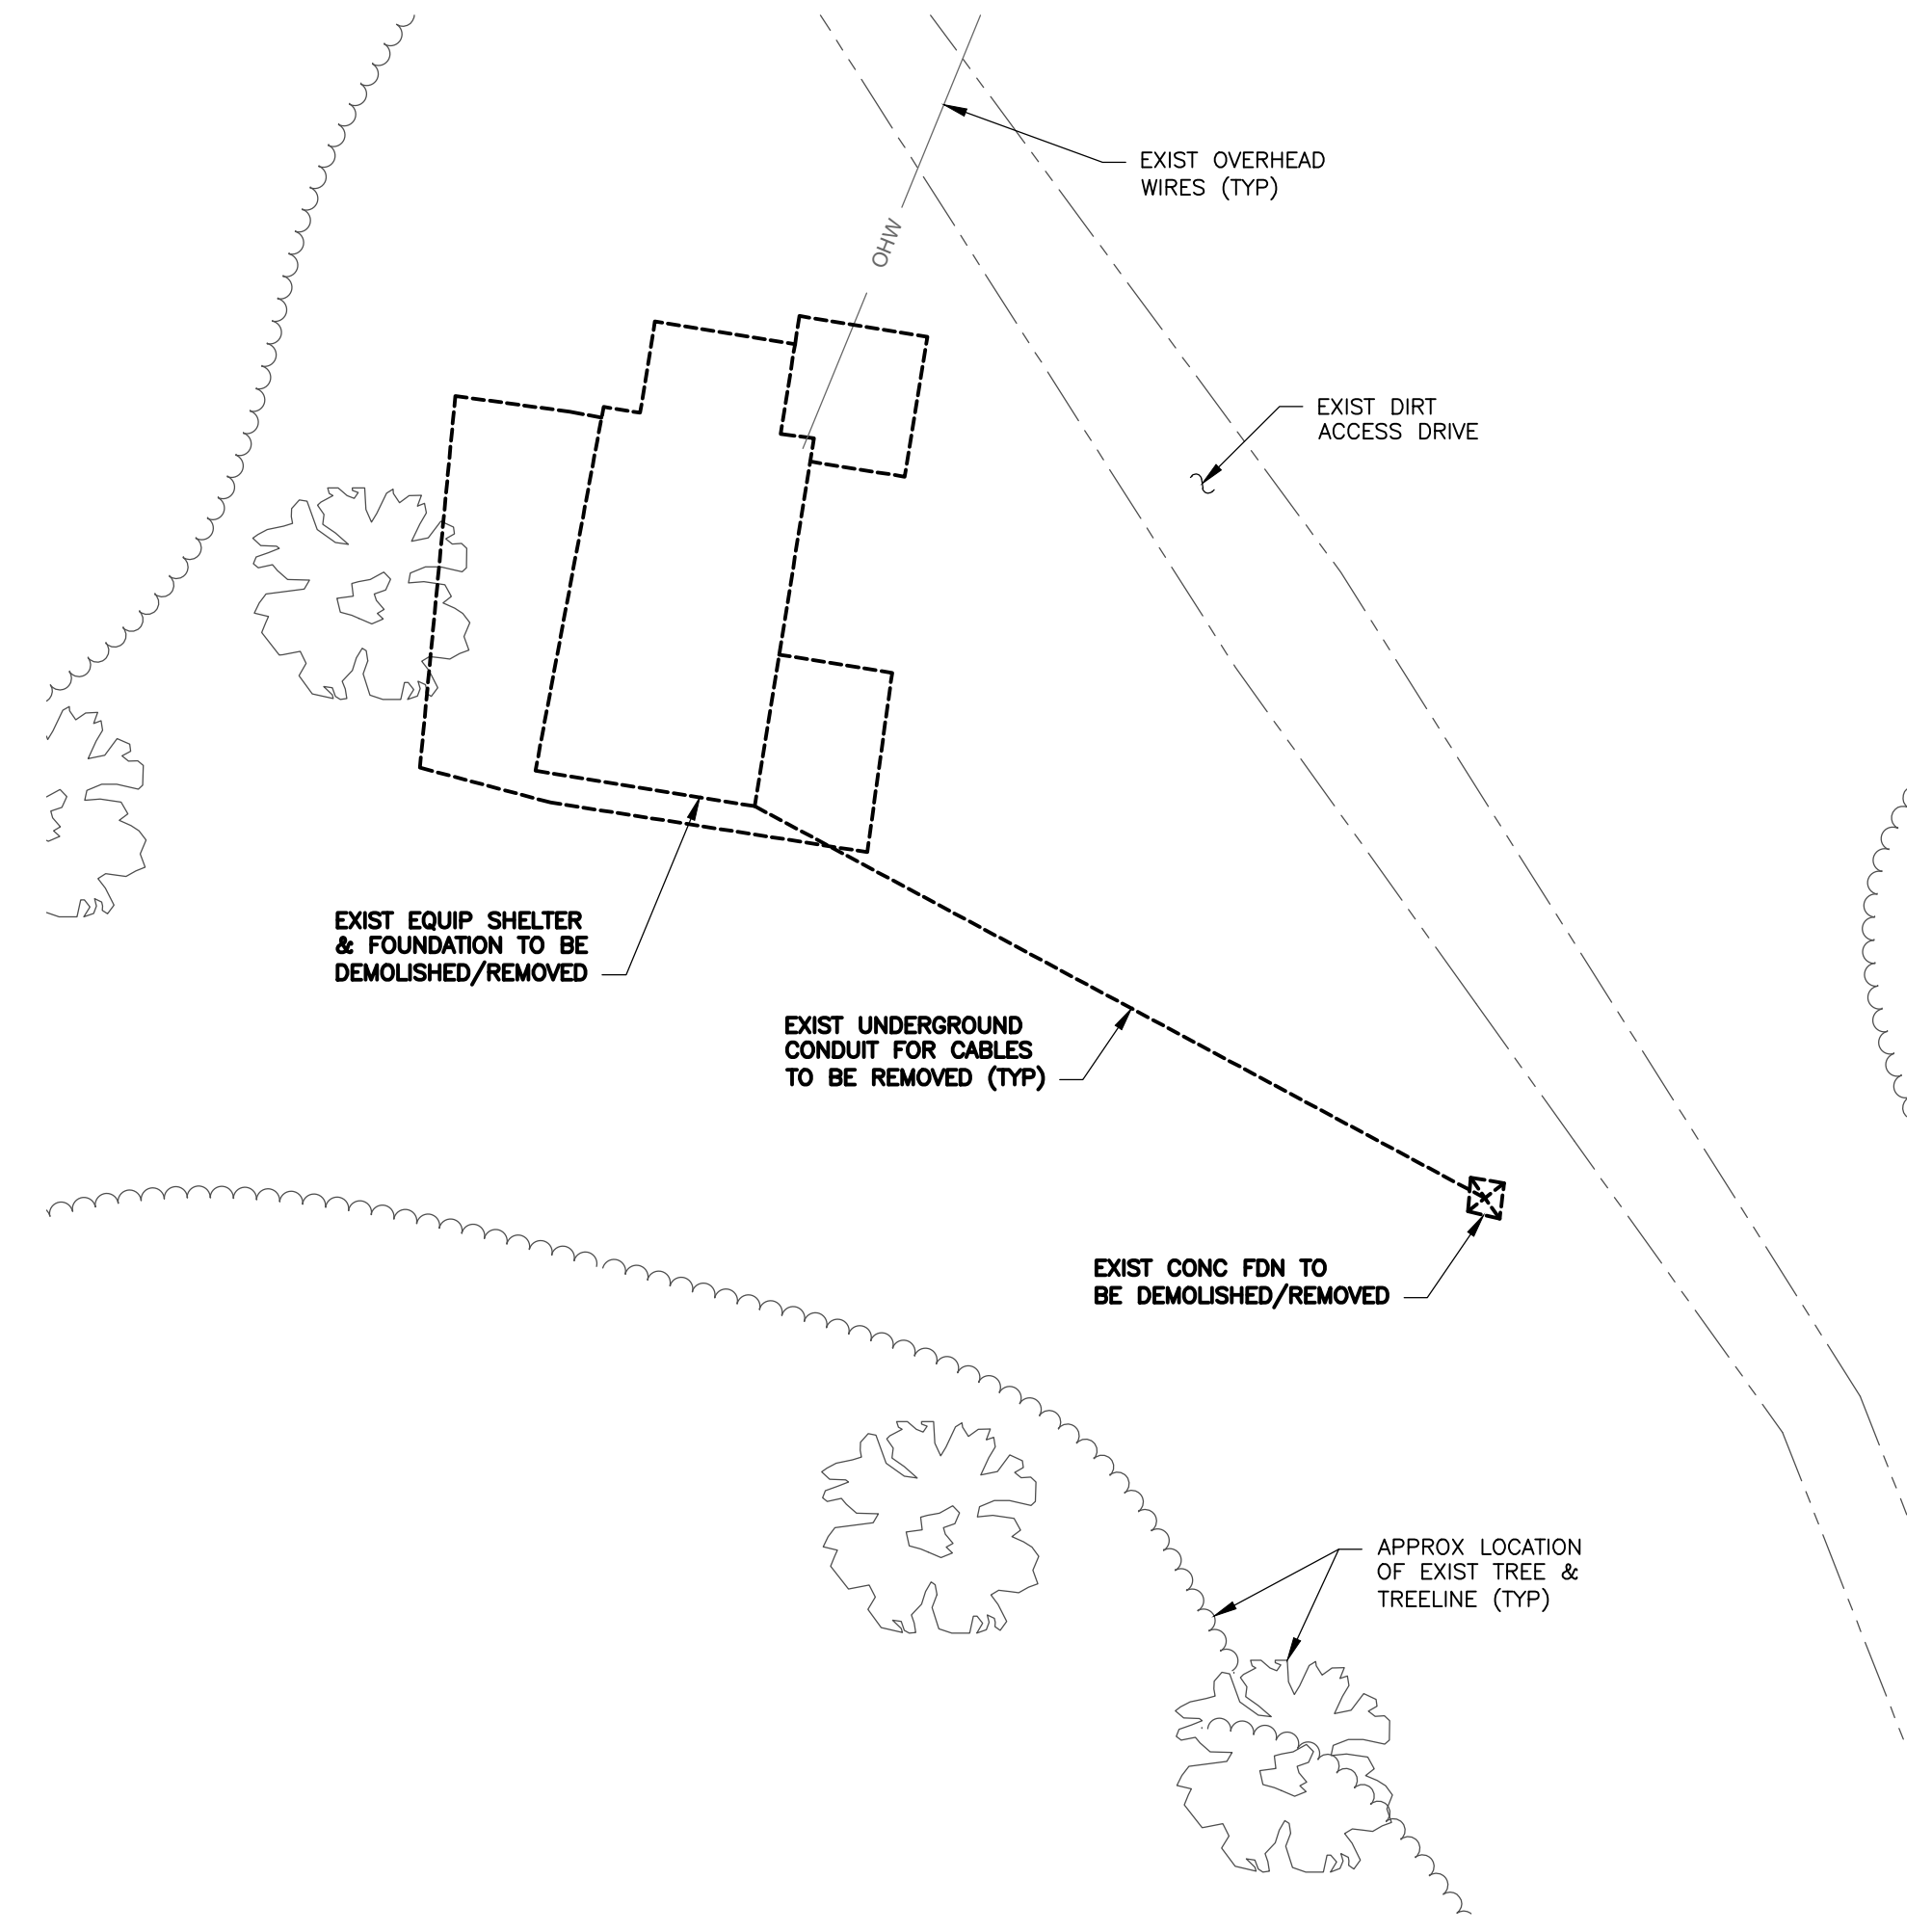 EXIST OVERHEAD
WIRES (TYP)
OHW
EXIST DIRT
ACCESS DRIVE
EXIST EQUIP SHELTER
& FOUNDATION TO BE
DEMOLISHED/REMOVED
EXIST UNDERGROUND
CONDUIT FOR CABLES
TO BE REMOVED (TYP)
EXIST CONC FDN TO
BE DEMOLISHED/REMOVED
APPROX LOCATION
OF EXIST TREE &
TREELINE (TYP)